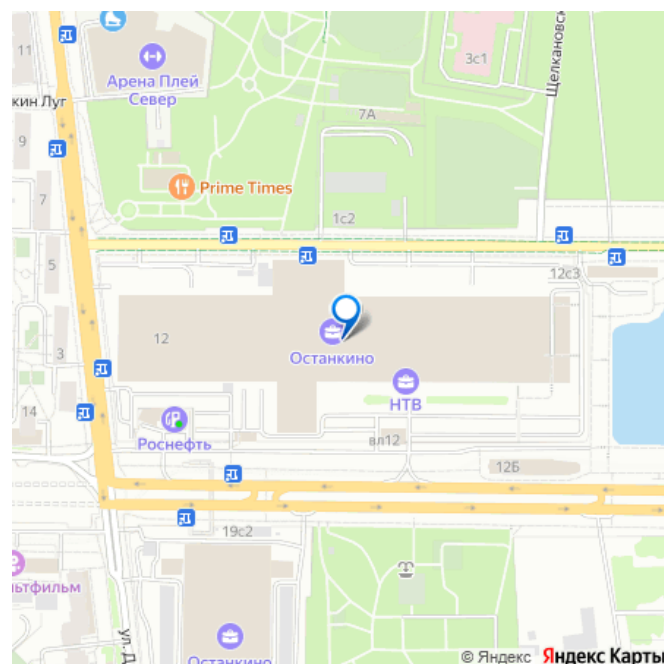 11
Арена Плей
Север
3с1
Щелкановск
кин Луг
7А
9
Prime Times
7
1с2
5
12с3
12
Останкино
3
НТВ
14
Роснефть
вл12
12Б
19с2
льтфильм
ул. Д
Останкино
© Яндекс Яндекс Карты